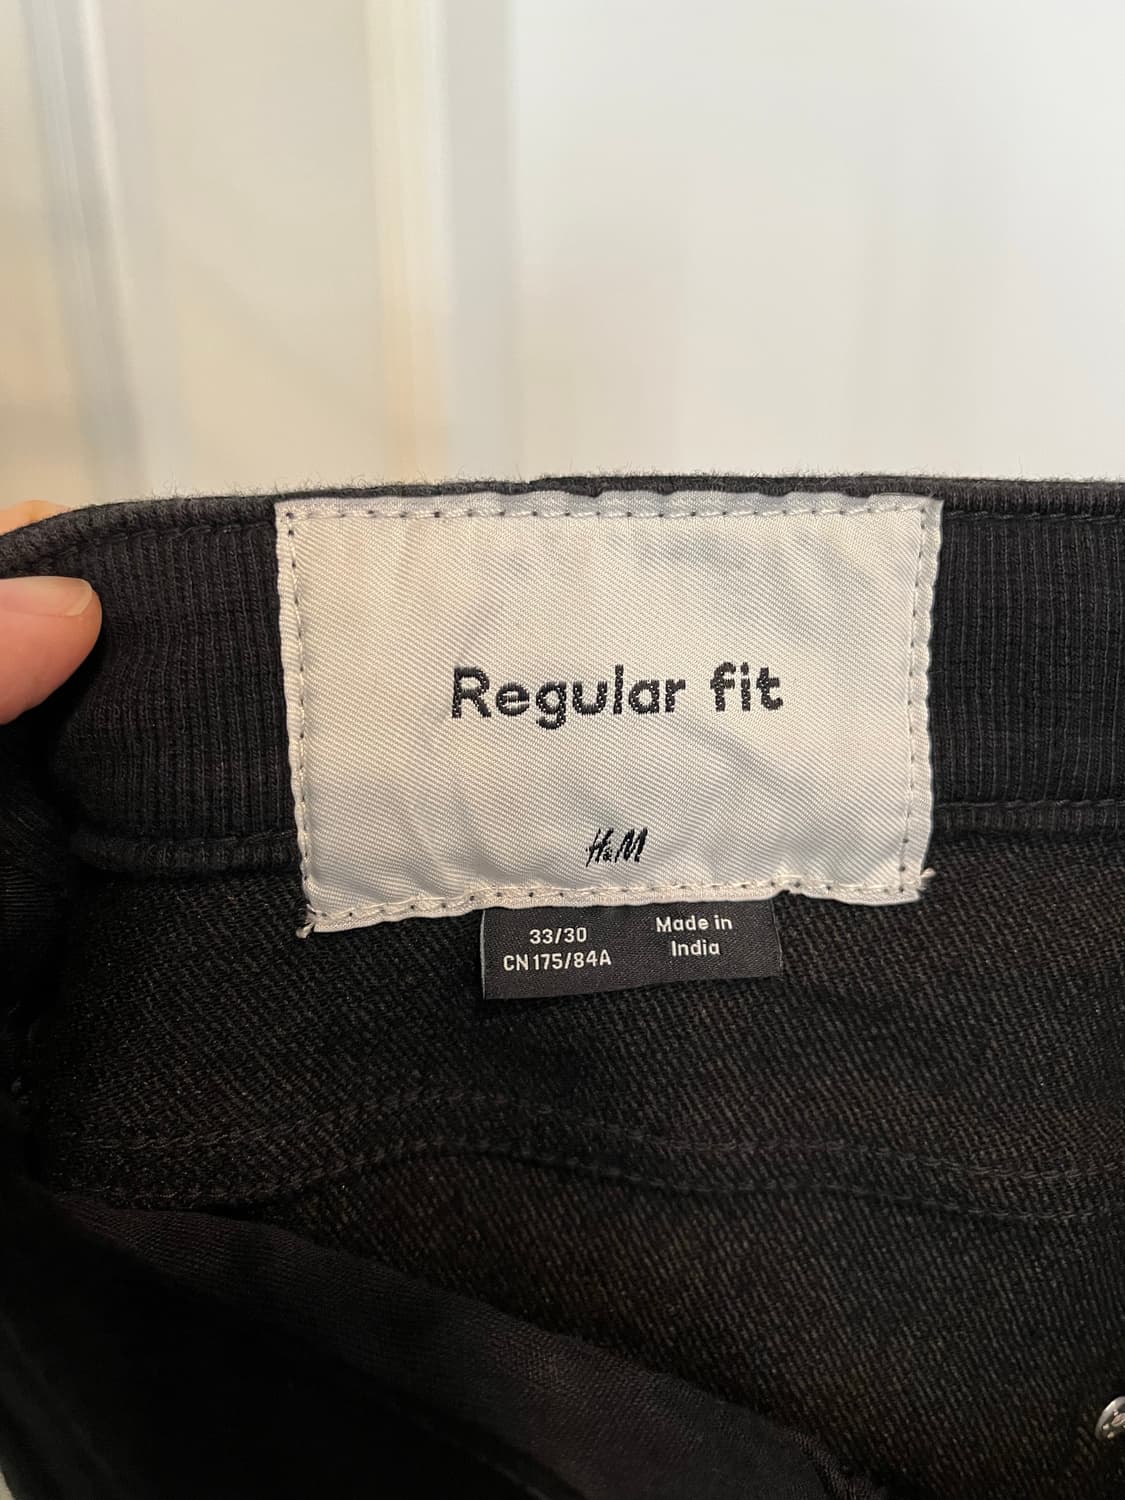 Regular fit
H&M
33/30
CN 175/84A
Made in
India